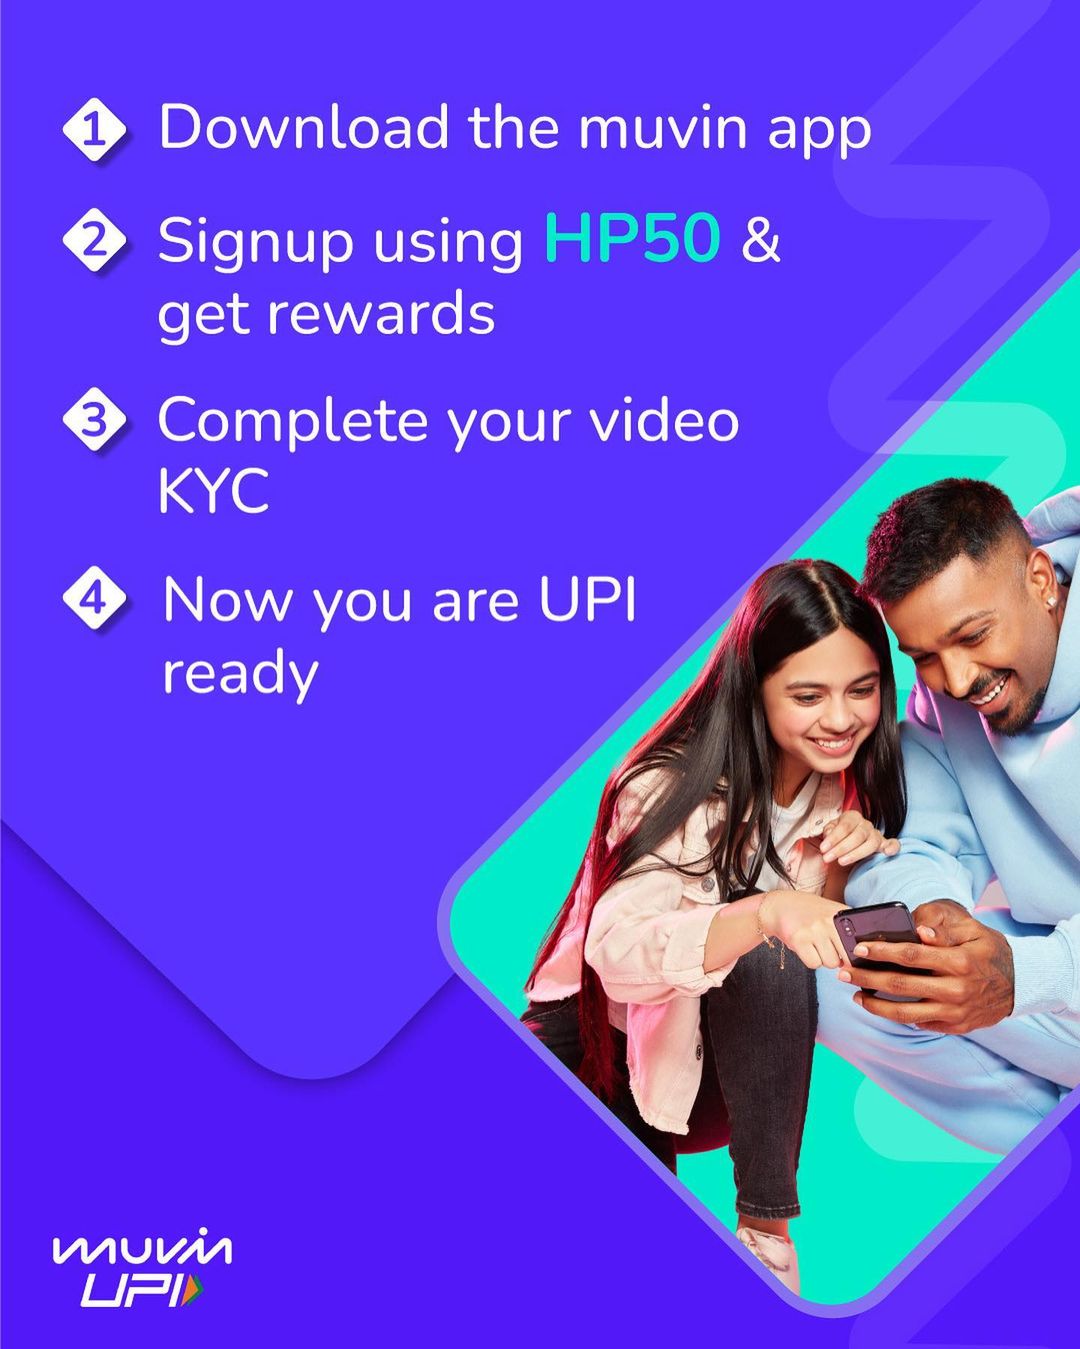 1 Download the muvin app
2 Signup using HP50 &
get rewards
3 Complete your video
KYC
4 Now you are UPI
ready
muvin
UPI